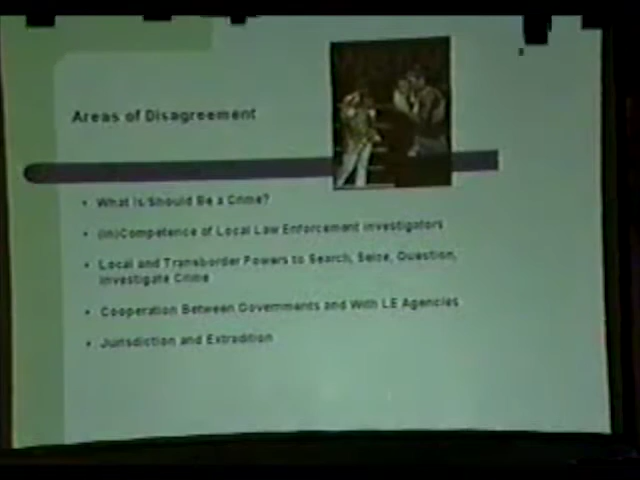 Areas of Disagreement
• What Is Should Be a Crime?
• (In)Competence of Local Law Enforcement Investigators
• Local and Transborder Powers to Search, Seize, Question,
Investigate Crime
• Cooperation Between Governments and With LE Agencies
• Jurisdiction and Extradition